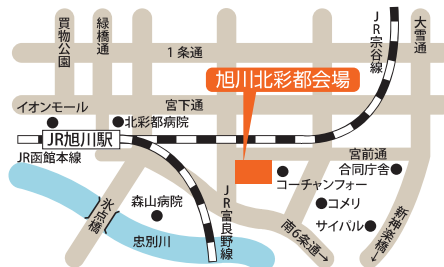 買物公園
緑橋通
JR宗谷線
大雪通
1条通
旭川北彩都会場
イオンモール
宮下通
北彩都病院
JR旭川駅
JR函館本線
宮前通
合同庁舎
コーチャンフォー
氷点橋
森山病院
コメリ
忠別川
JR富良野線
サイパル
南6条通→
新神楽橋→